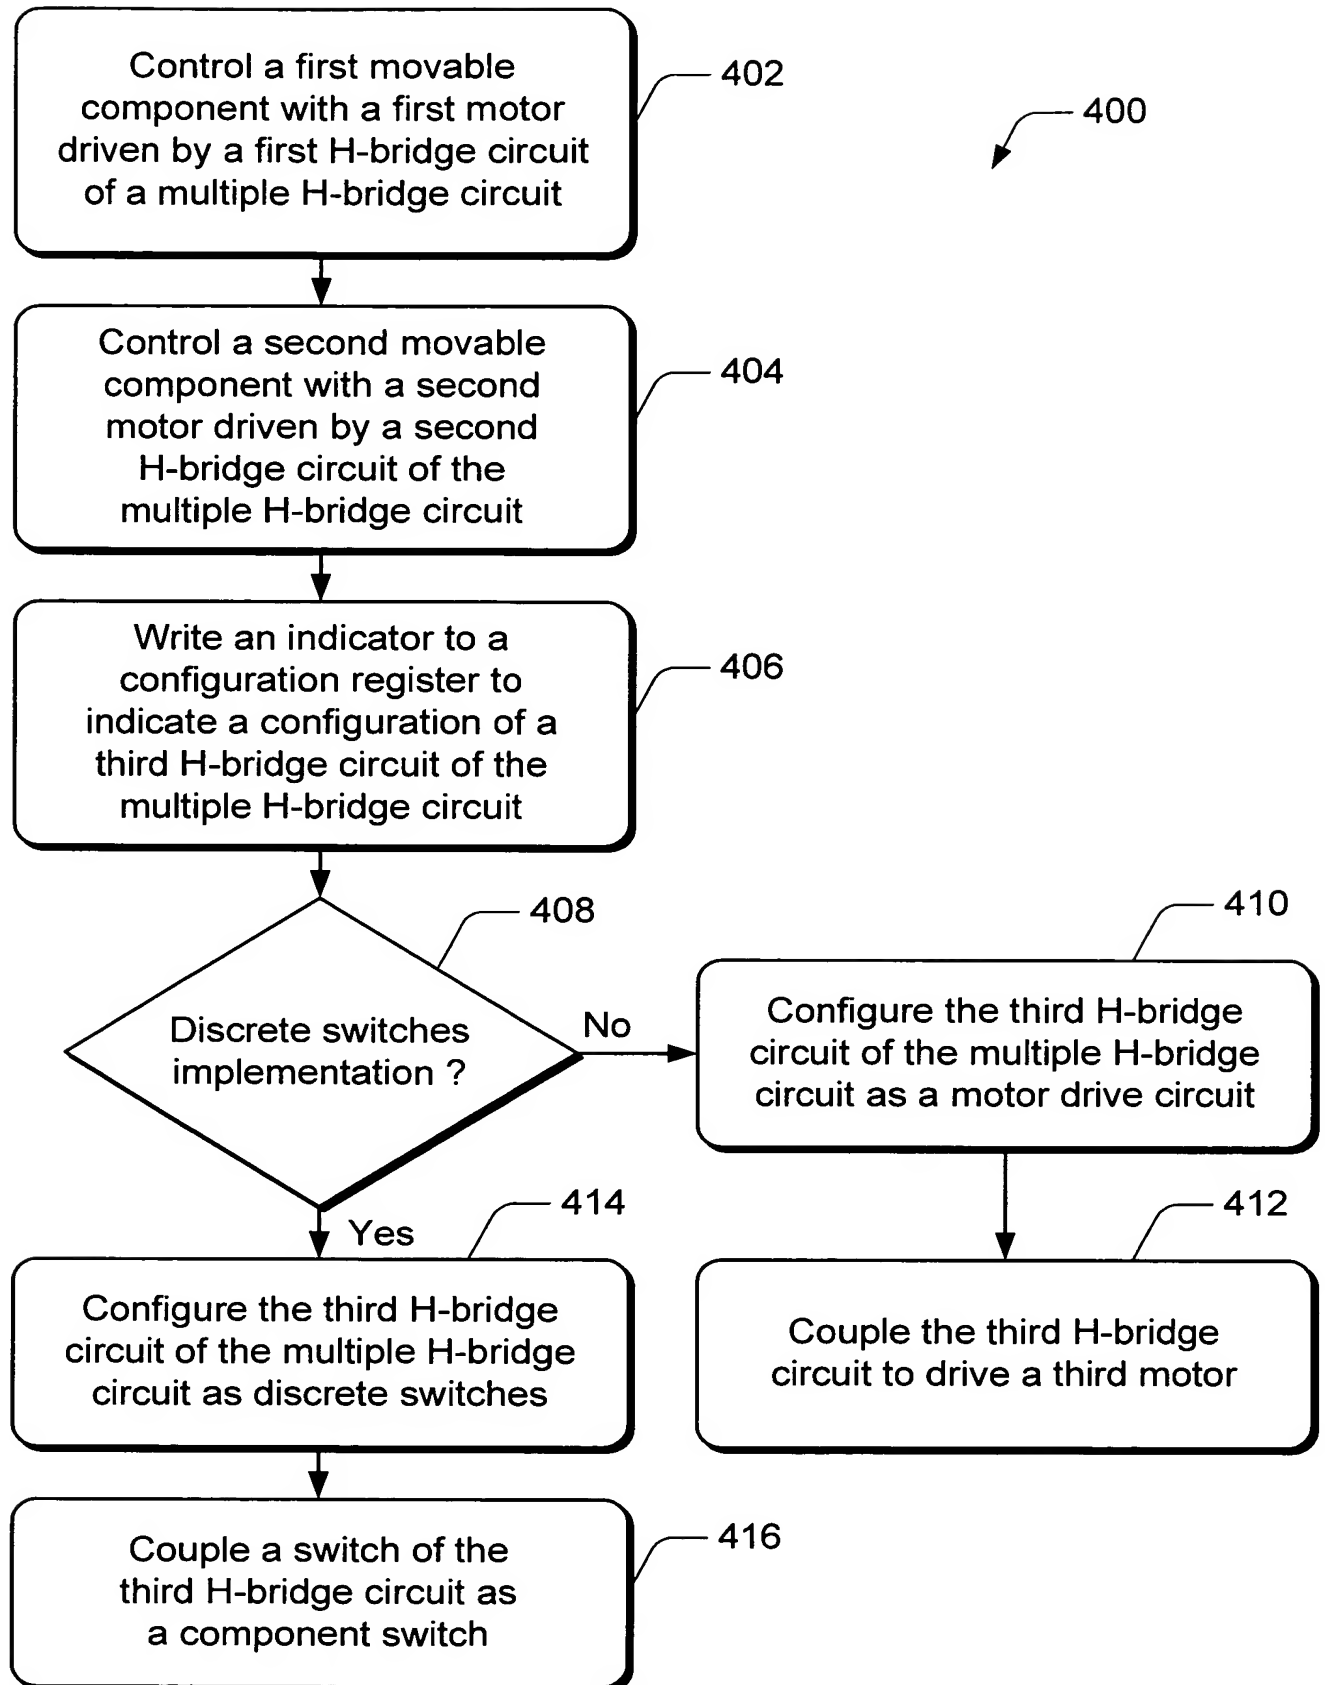 Control a first movable
component with a first motor
driven by a first H-bridge circuit
of a multiple H-bridge circuit
402
400
Control a second movable
component with a second
motor driven by a second
H-bridge circuit of the
multiple H-bridge circuit
404
Write an indicator to a
configuration register to
indicate a configuration of a
third H-bridge circuit of the
multiple H-bridge circuit
406
408
Discrete switches
implementation ?
No
410
Configure the third H-bridge
circuit of the multiple H-bridge
circuit as a motor drive circuit
412
Couple the third H-bridge
circuit to drive a third motor
Yes
414
Configure the third H-bridge
circuit of the multiple H-bridge
circuit as discrete switches
Couple a switch of the
third H-bridge circuit as
a component switch
416